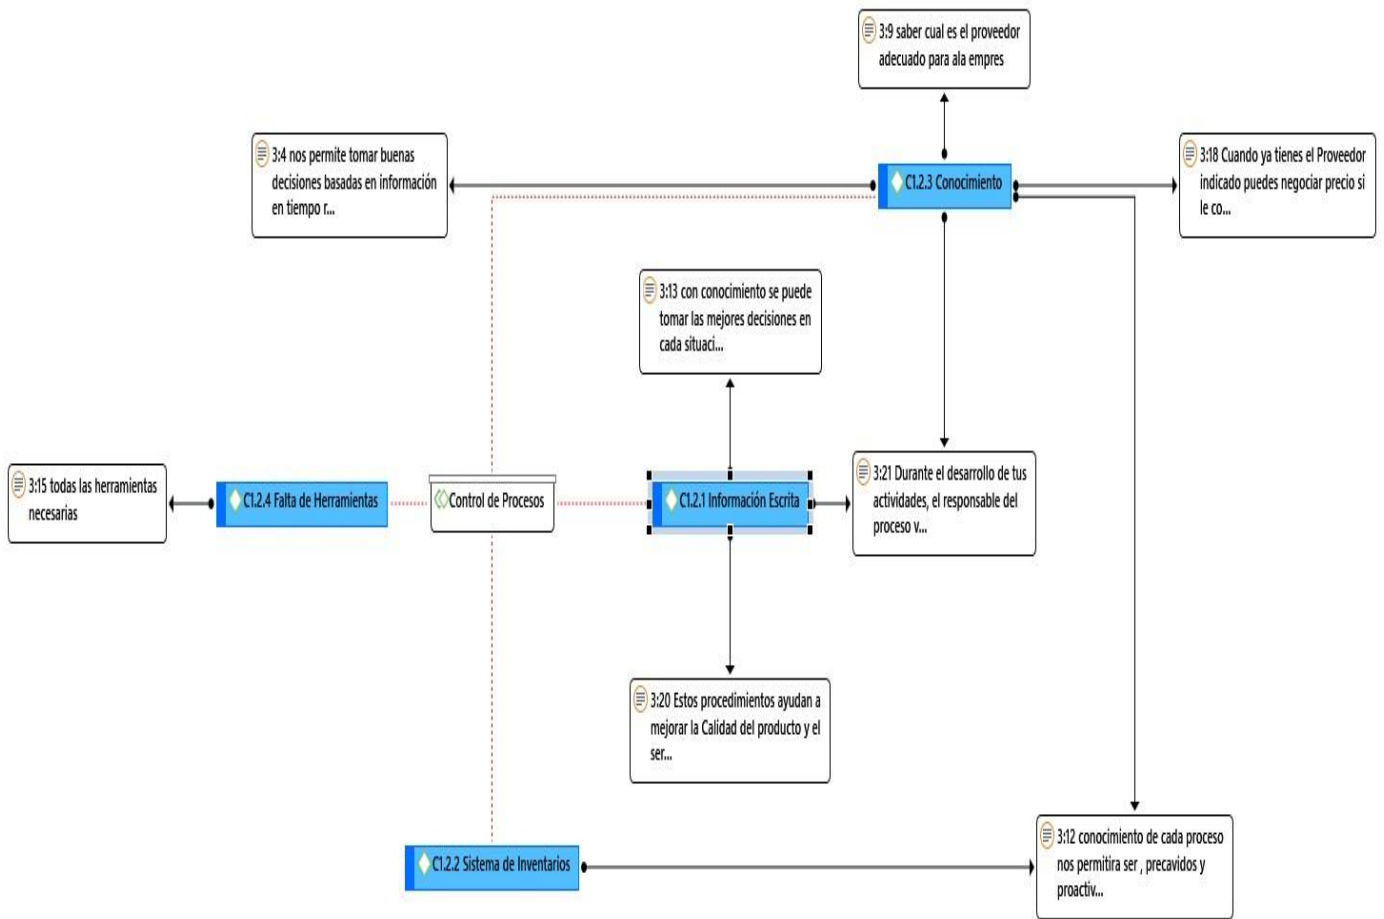 3:9 saber cual es el proveedor
adecuado para ala empres
3:4 nos permite tomar buenas
decisiones basadas en información
en tiempo r...
C1.2.3 Conocimiento
3:18 Cuando ya tienes el Proveedor
indicado puedes negociar precio si
le co...
3:13 con conocimiento se puede
tomar las mejores decisiones en
cada situaci...
3:15 todas las herramientas
necesarias
C1.2.4 Falta de Herramientas
Control de Procesos
C1.2.1 Información Escrita
3:21 Durante el desarrollo de tus
actividades, el responsable del
proceso v...
3:20 Estos procedimientos ayudan a
mejorar la Calidad del producto y el
ser...
C1.2.2 Sistema de Inventarios
3:12 conocimiento de cada proceso
nos permitira ser , precavidos y
proactiv...